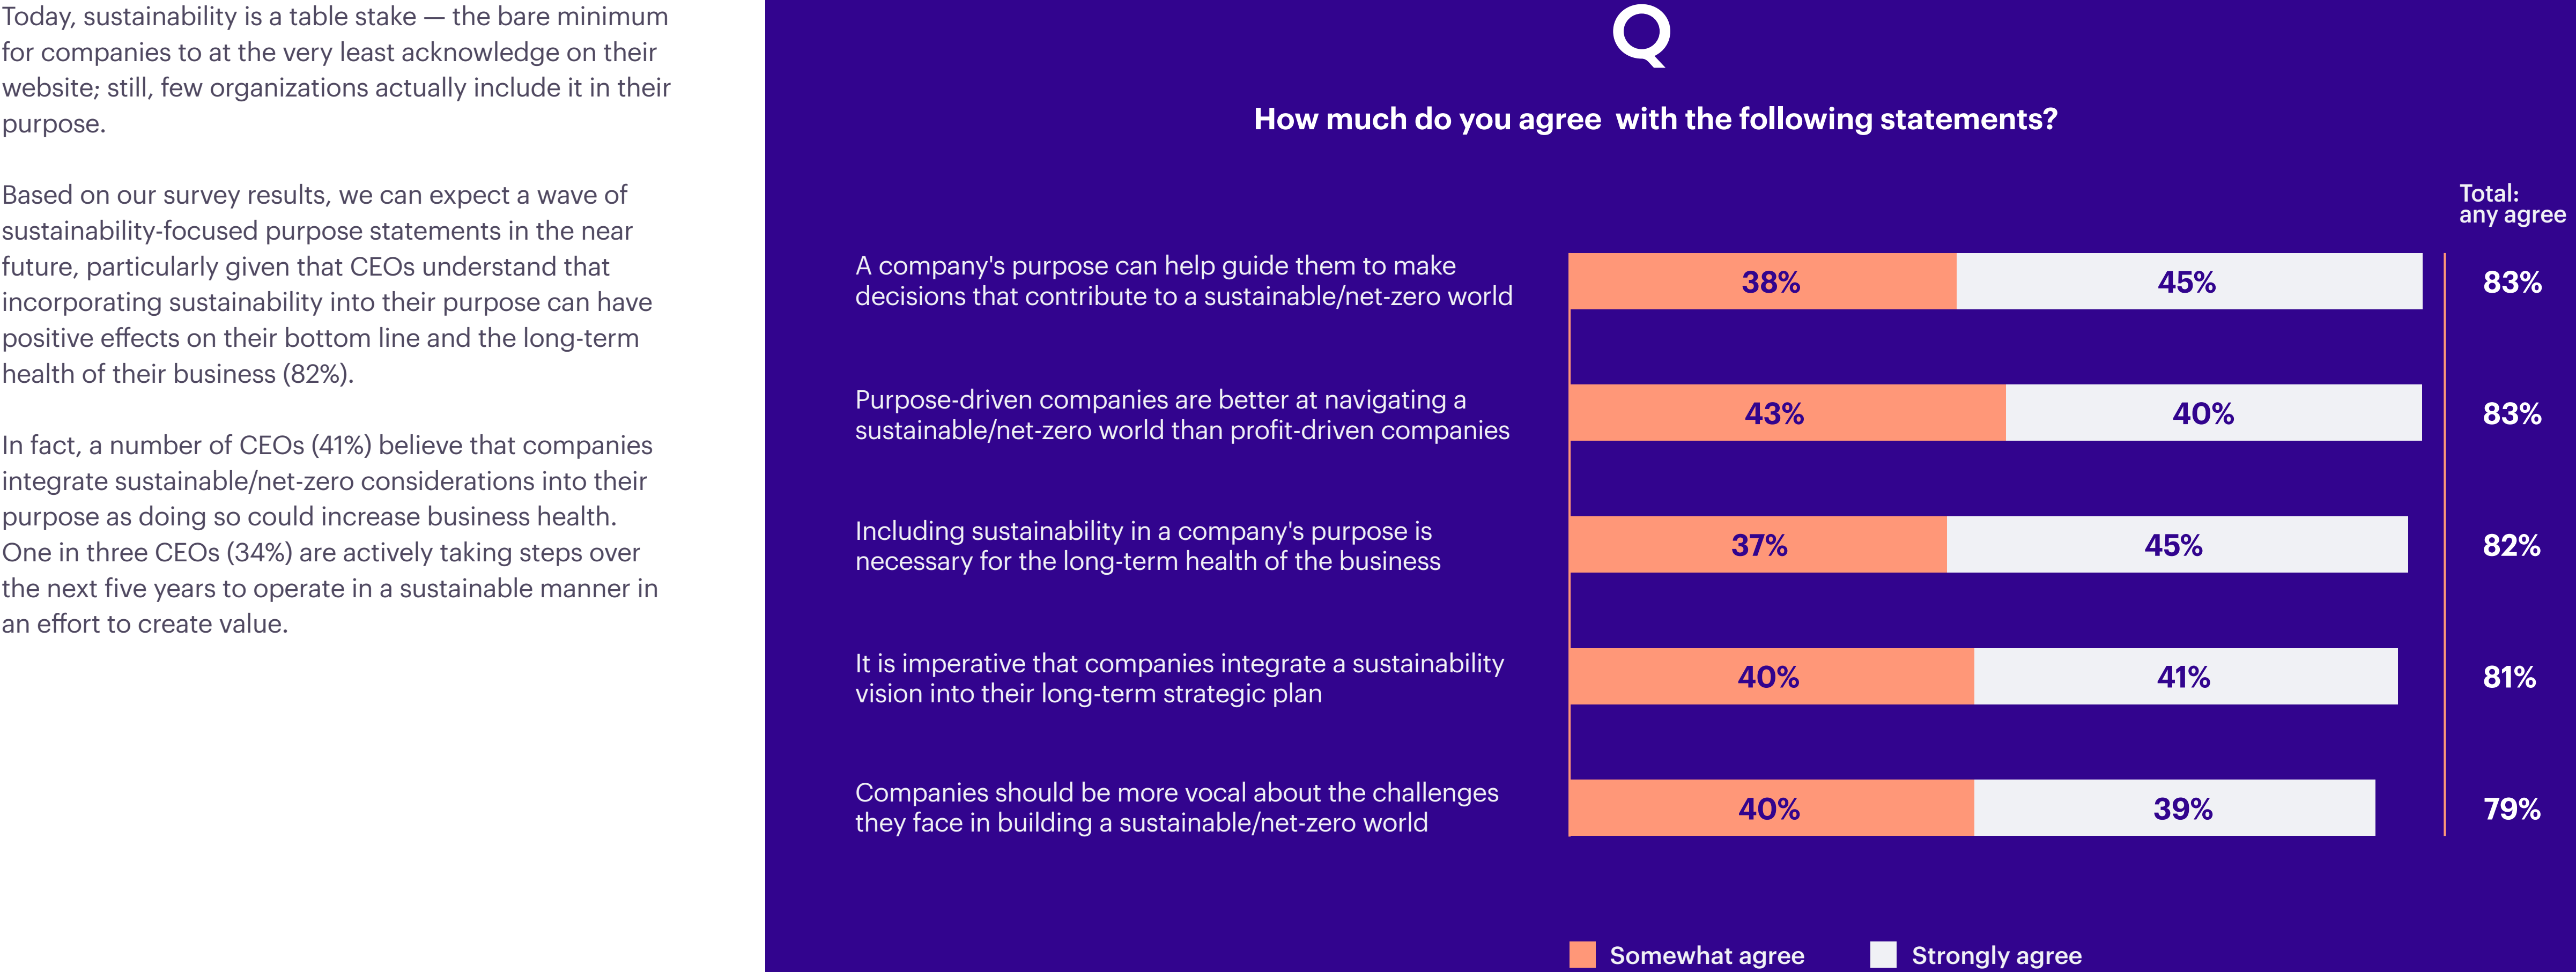 Today, sustainability is a table stake — the bare minimum
for companies to at the very least acknowledge on their
website; still, few organizations actually include it in their
purpose.
Based on our survey results, we can expect a wave of
sustainability-focused purpose statements in the near
future, particularly given that CEOs understand that
incorporating sustainability into their purpose can have
positive effects on their bottom line and the long-term
health of their business (82%).
In fact, a number of CEOs (41%) believe that companies
integrate sustainable/net-zero considerations into their
purpose as doing so could increase business health.
One in three CEOs (34%) are actively taking steps over
the next five years to operate in a sustainable manner in
an effort to create value.
Q
How much do you agree  with the following statements?
Total:
any agree
A company's purpose can help guide them to make
decisions that contribute to a sustainable/net-zero world
38% 45% 83%
Purpose-driven companies are better at navigating a
sustainable/net-zero world than profit-driven companies
43% 40% 83%
Including sustainability in a company's purpose is
necessary for the long-term health of the business
37% 45% 82%
It is imperative that companies integrate a sustainability
vision into their long-term strategic plan
40% 41% 81%
Companies should be more vocal about the challenges
they face in building a sustainable/net-zero world
40% 39% 79%
Somewhat agree Strongly agree